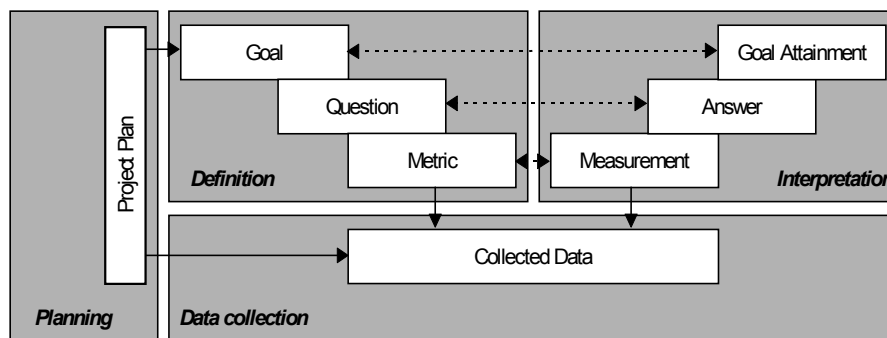 Project Plan
Planning
Goal
Question
Metric
Definition
Goal Attainment
Answer
Measurement
Interpretation
Collected Data
Data collection